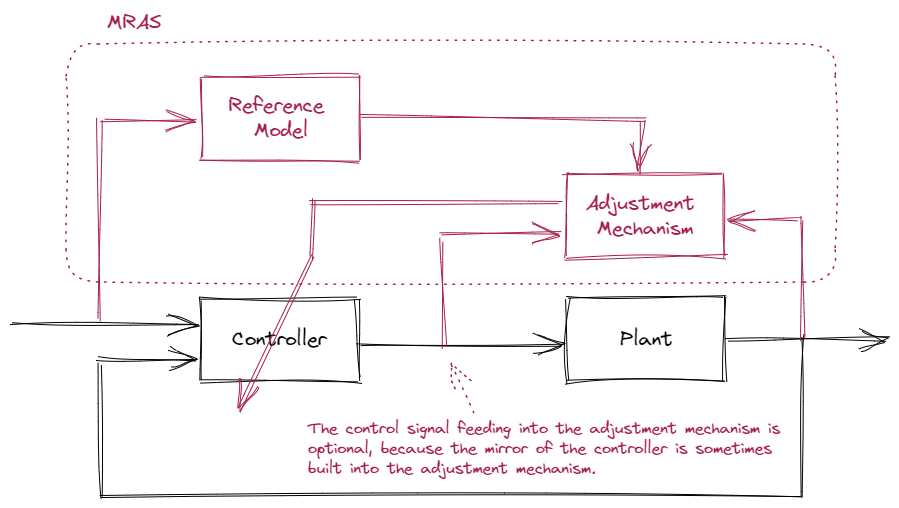 MRAS
Reference
Model
Adjustment
Mechanism
Controller
Plant
The control signal feeding into the adjustment mechanism is
optional, because the mirror of the controller is sometimes
built into the adjustment mechanism.